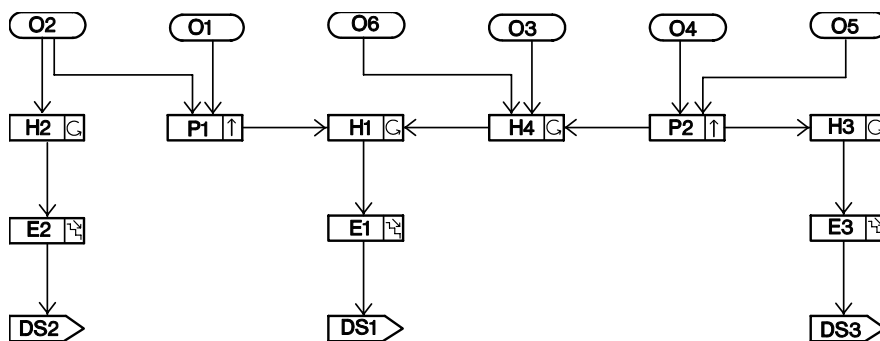 O2 O1 O6 O3 O4 O5
H2 P1 H1 H4 P2 H3
E2 E1 E3
DS2 DS1 DS3